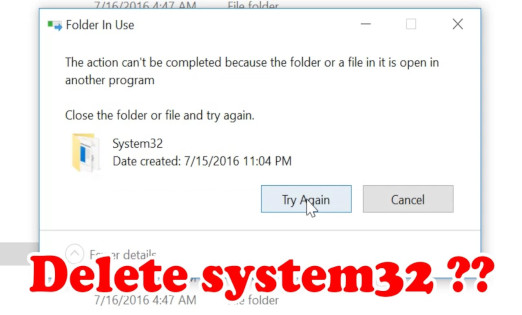 7/16/2016 4:47 AM File folder
Folder In Use
The action can't be completed because the folder or a file in it is open in
another program
Close the folder or file and try again.
System32
Date created: 7/15/2016 11:04 PM
Try Again Cancel
details
Delete system32 ??
7/16/2016 4:47 AM folder